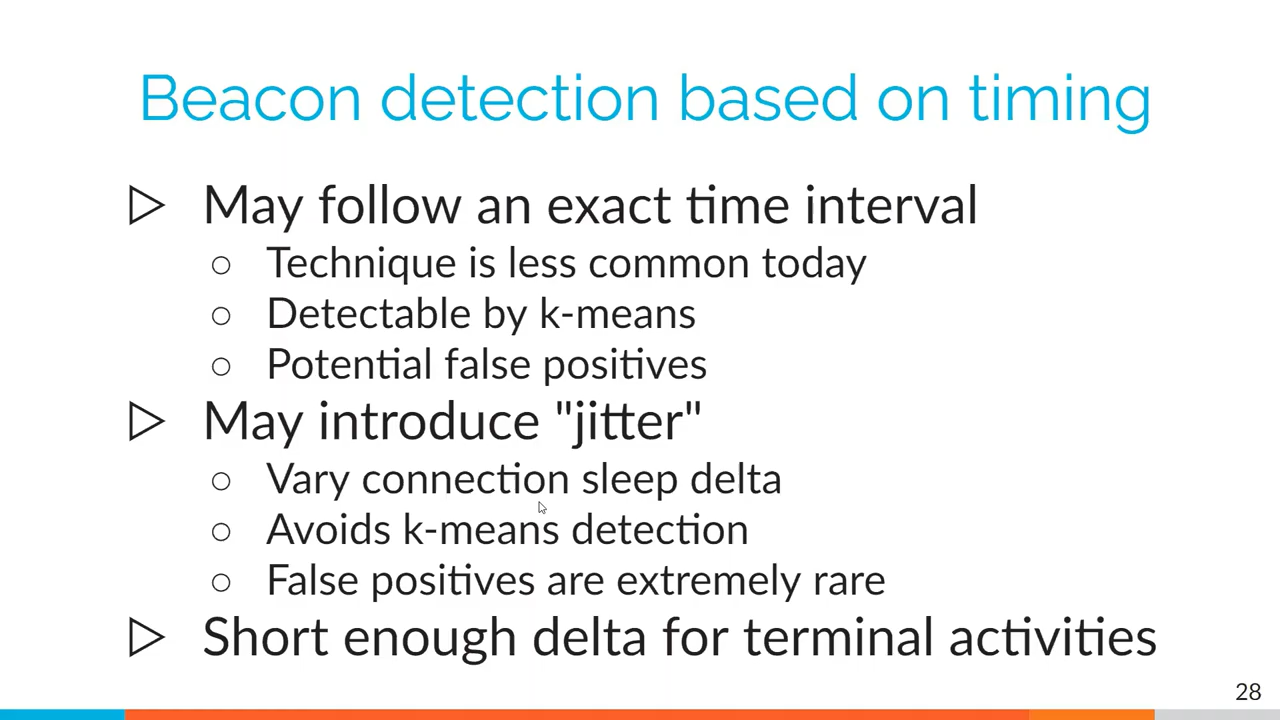 Beacon detection based on timing
May follow an exact time interval
Technique is less common today
Detectable by k-means
Potential false positives
May introduce "jitter"
Vary connection sleep delta
Avoids k-means detection
False positives are extremely rare
Short enough delta for terminal activities
28